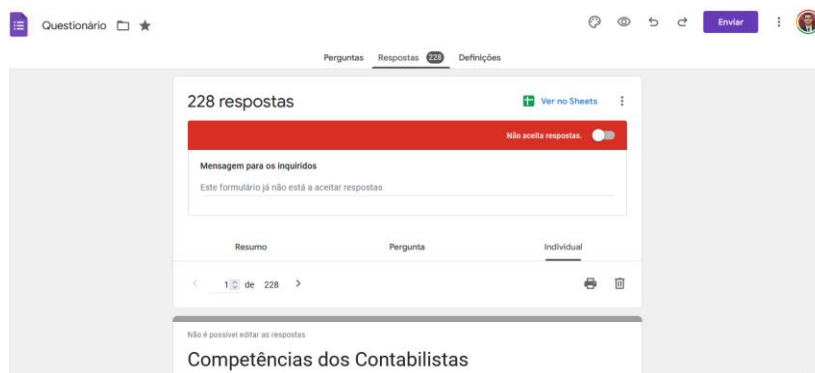 Questionário
Enviar
Perguntas Respostas 228 Definições
228 respostas
Ver no Sheets
Não aceita respostas.
Mensagem para os inquiridos
Este formulário já não está a aceitar respostas
Resumo Pergunta Individual
1 de 228
Não é possível editar as respostas
Competências dos Contabilistas